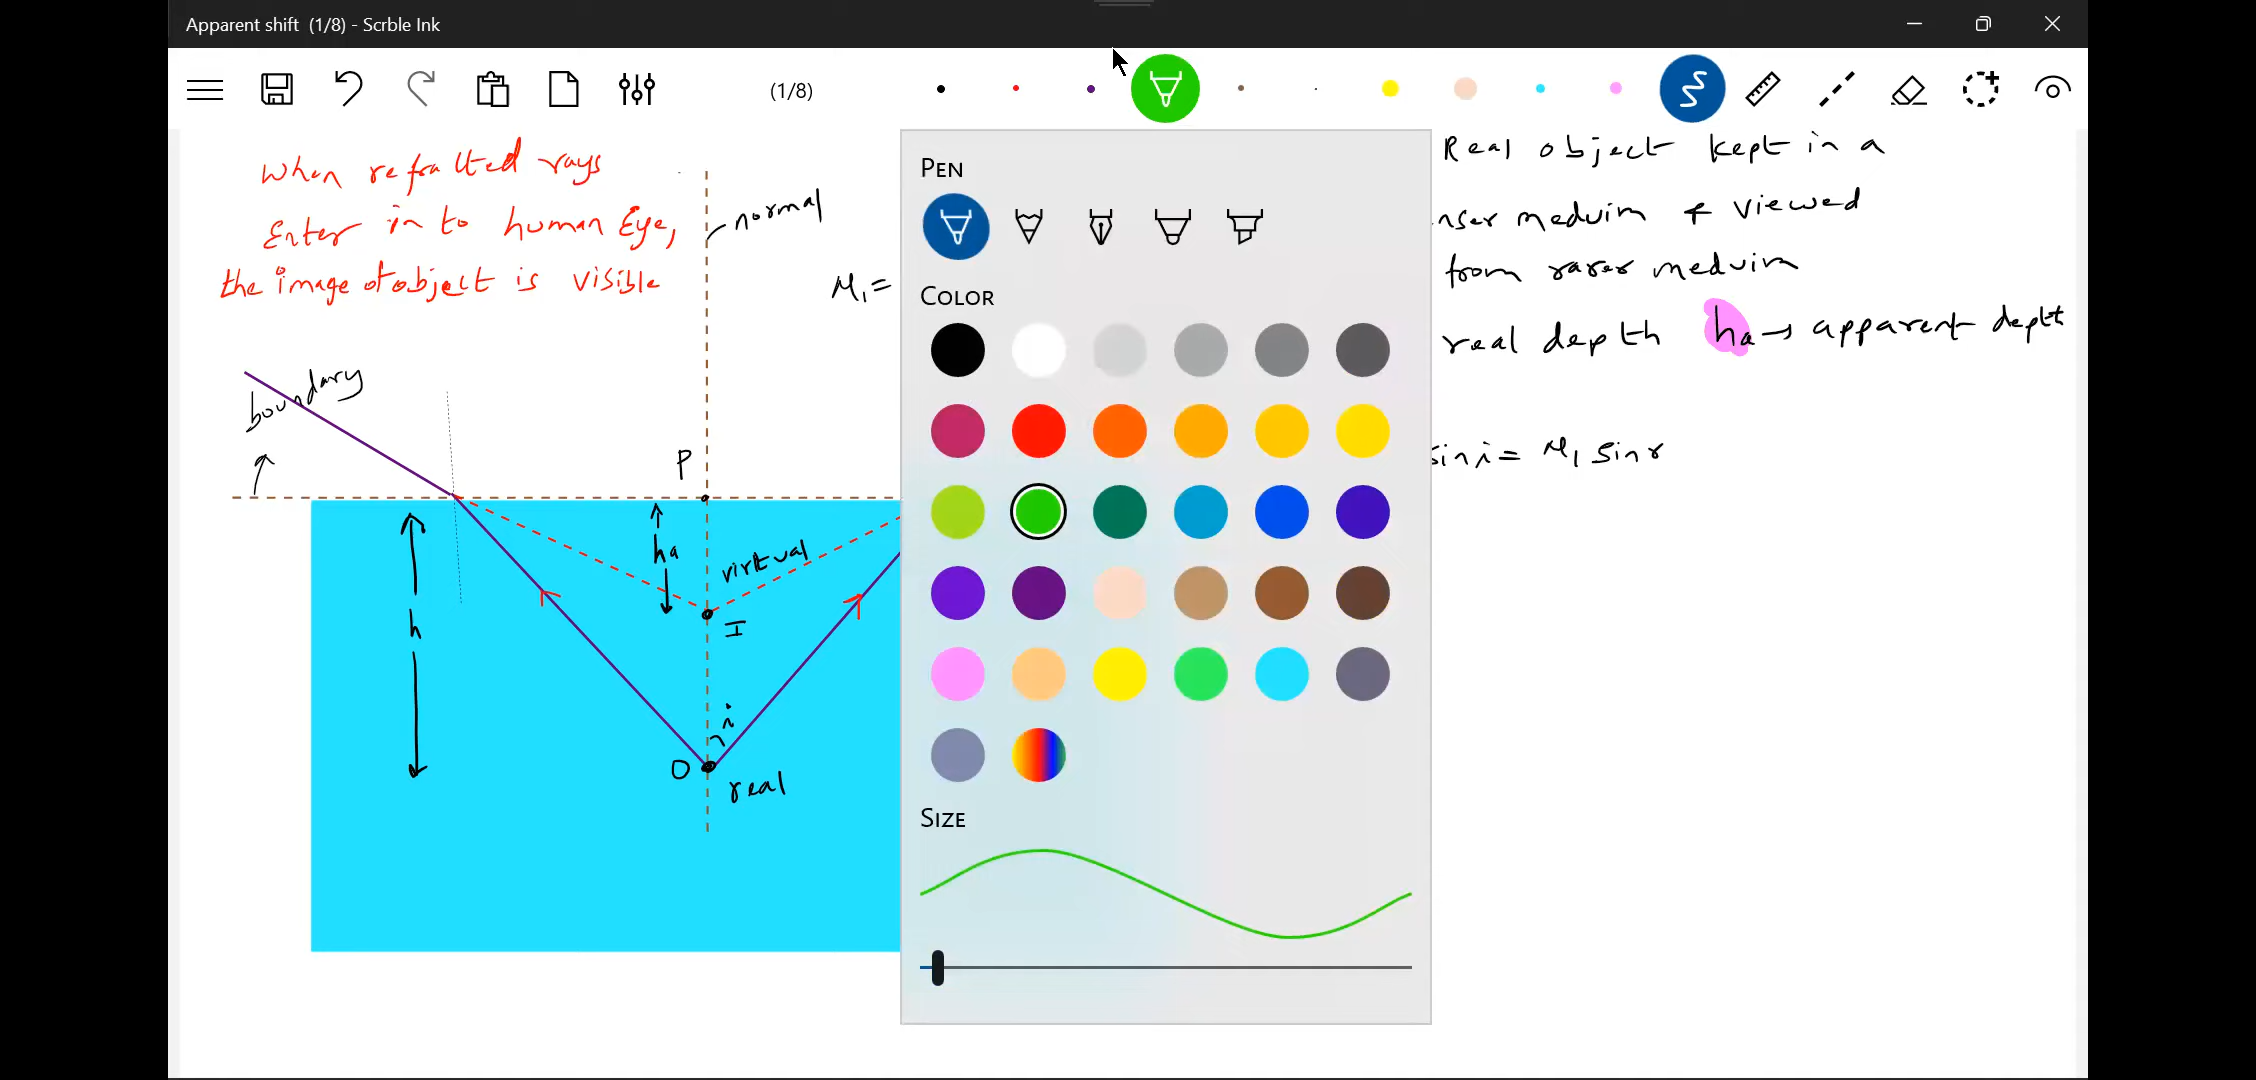 Apparent shift (1/8) - Scrble Ink
(1/8)
When refracted rays
Enter in to human Eye,
the image of object is visible
normal
μ₁=
boundary
P
ha
virtual
I
h
i
O
real
PEN
COLOR
SIZE
Real object kept in a
nser meduim & viewed
from rarer meduim
real depth ha → apparent depth
sin i = μ₁ sin r